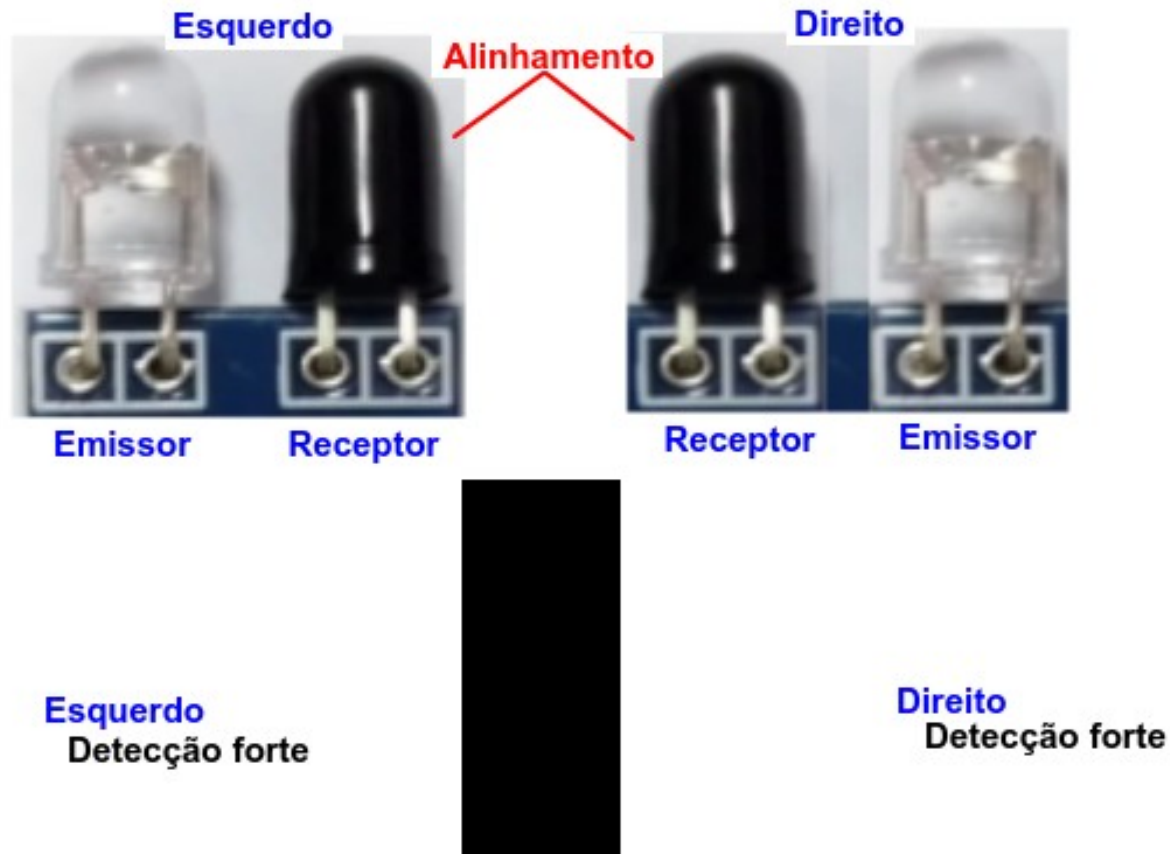 Esquerdo
Direito
Alinhamento
Emissor
Receptor
Receptor
Emissor
Esquerdo
Detecção forte
Direito
Detecção forte